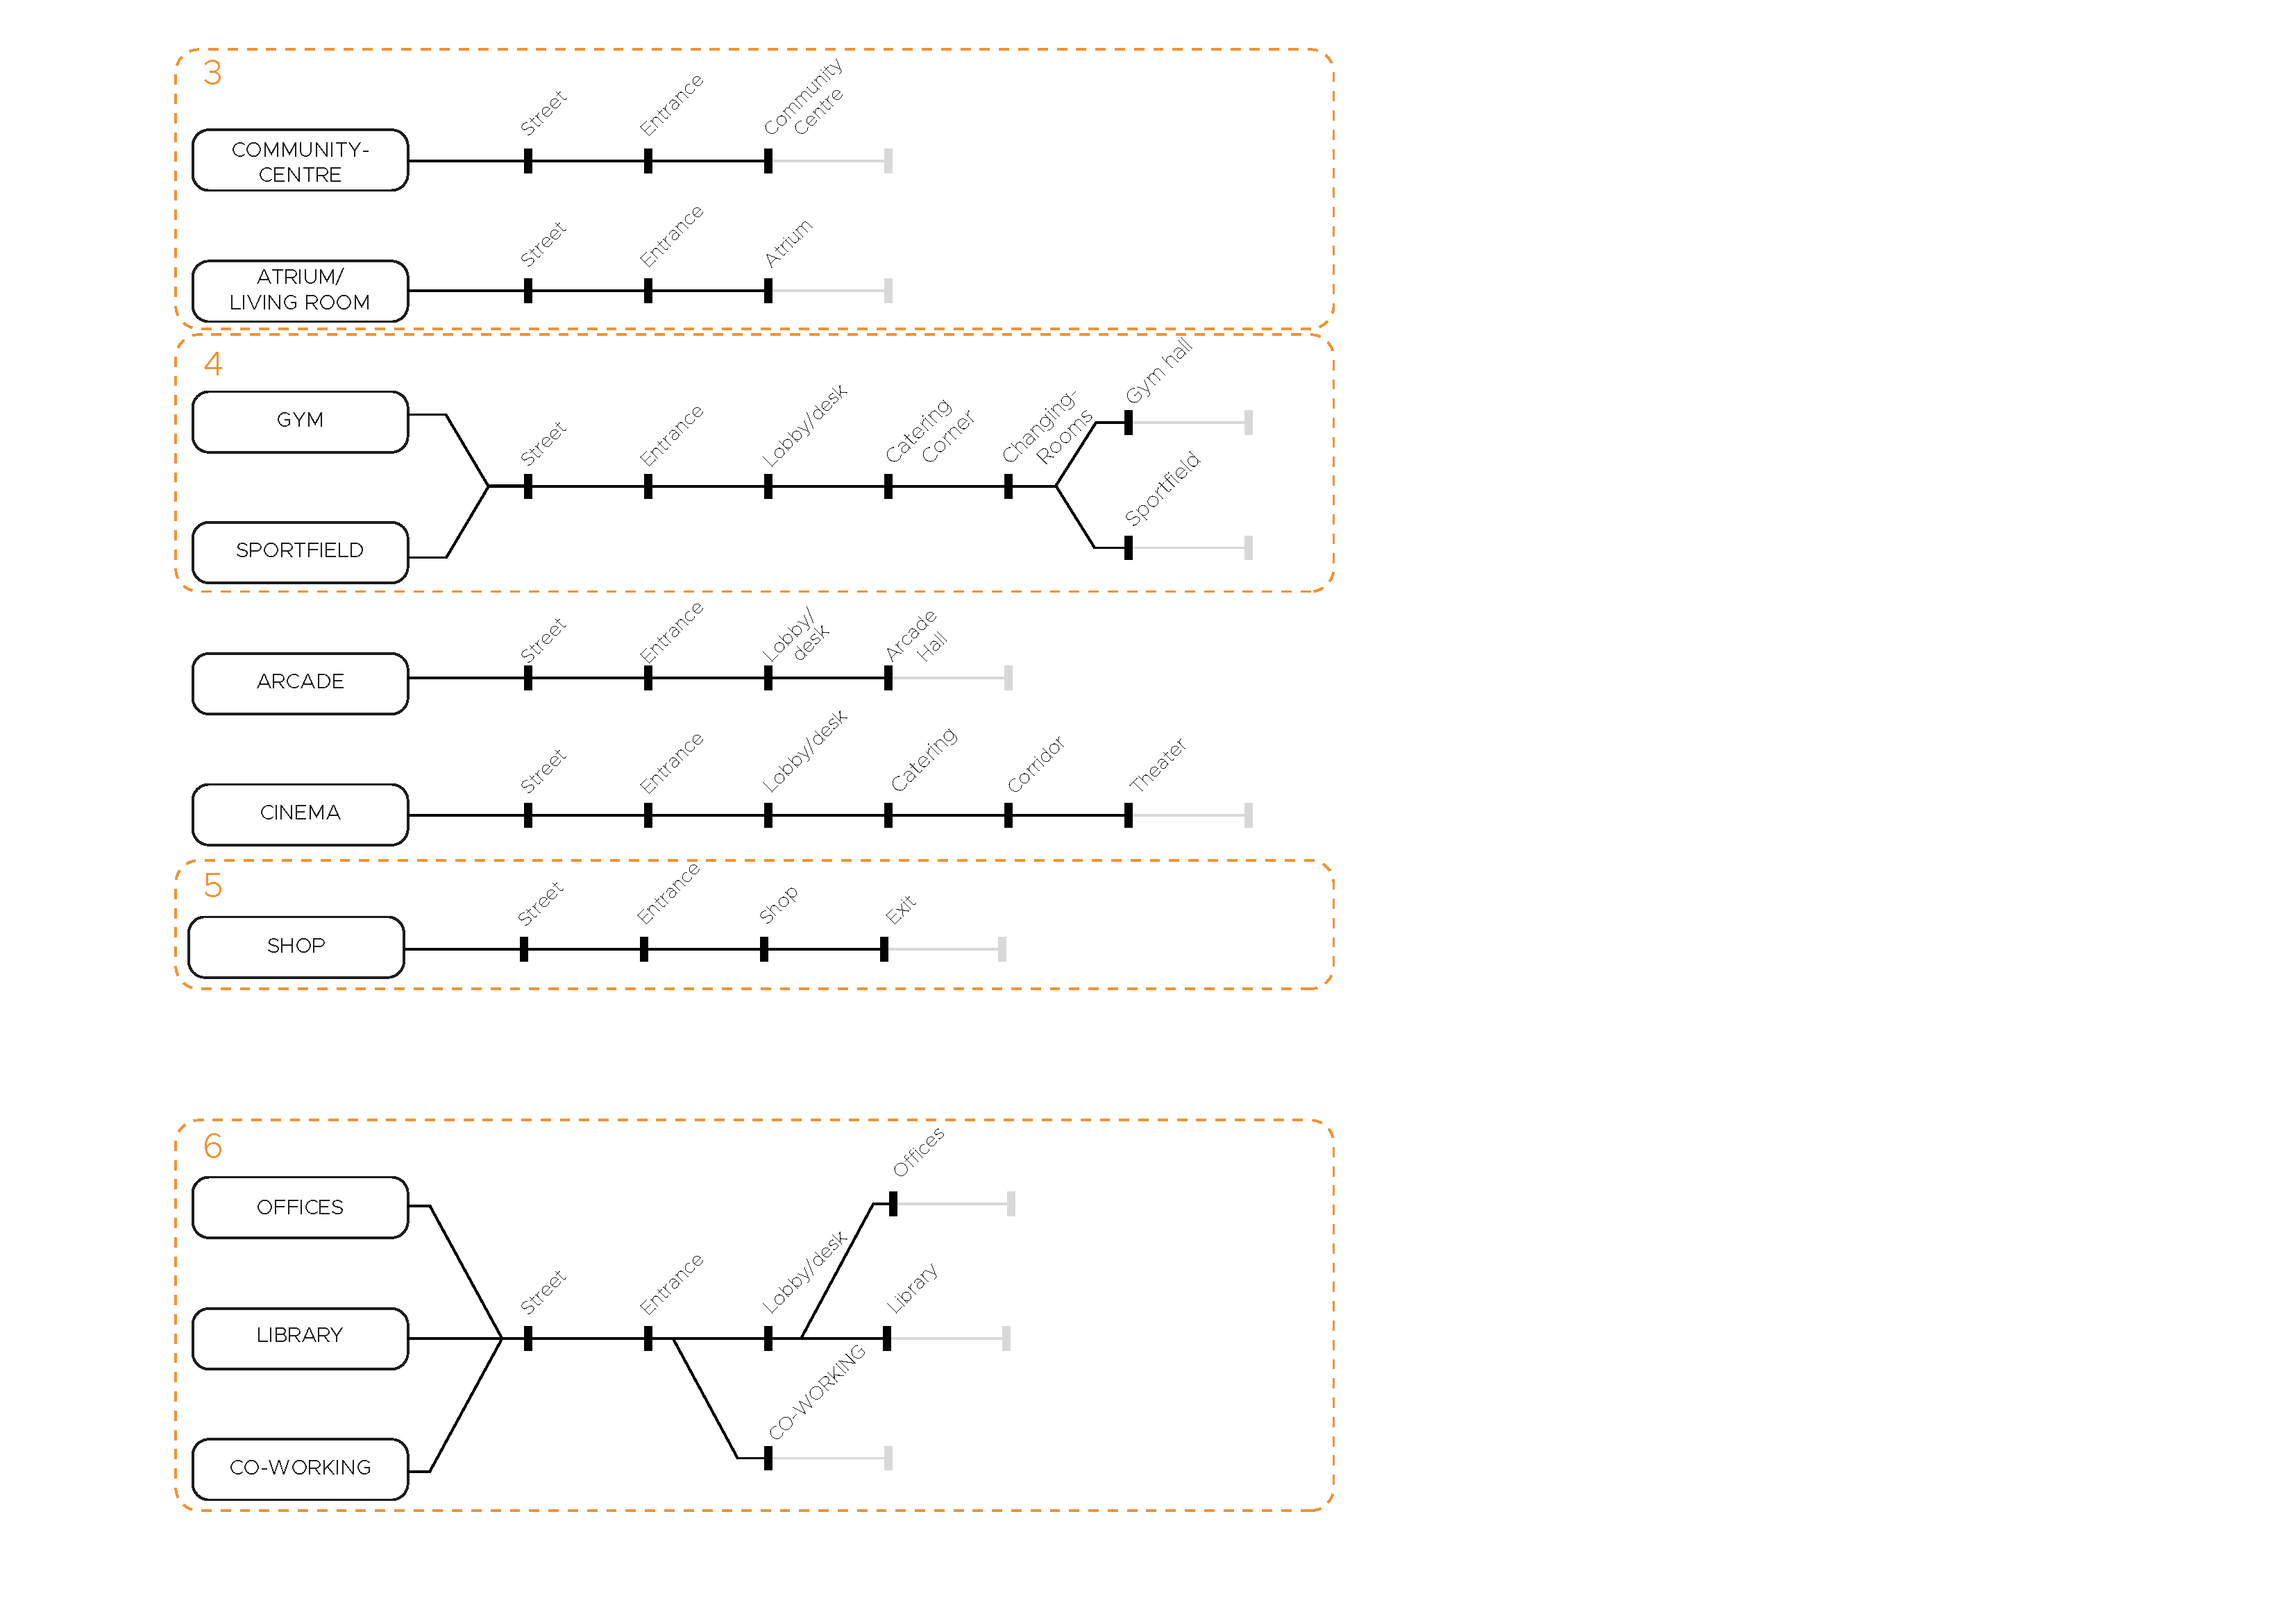 3
Street
Entrance
Community
Centre
COMMUNITY-
CENTRE
Street
Entrance
Atrium
ATRIUM/
LIVING ROOM
4
GYM
Street
Entrance
Lobby/desk
Catering
Corner
Changing-
Rooms
Gym hall
Sportfield
SPORTFIELD
Street
Entrance
Lobby/
desk
Arcade
Hall
ARCADE
Street
Entrance
Lobby/desk
Catering
Corridor
Theater
CINEMA
5
Street
Entrance
Shop
Exit
SHOP
6
Offices
OFFICES
Street
Entrance
Lobby/desk
Library
LIBRARY
CO-WORKING
CO-WORKING